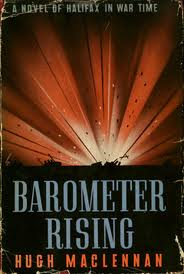 A NOVEL OF HALIFAX IN WAR TIME
BAROMETER
RISING
HUGH MACLENNAN